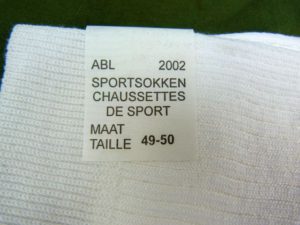 ABL 2002
SPORTSOKKEN
CHAUSSETTES
DE SPORT
MAAT
TAILLE 49-50